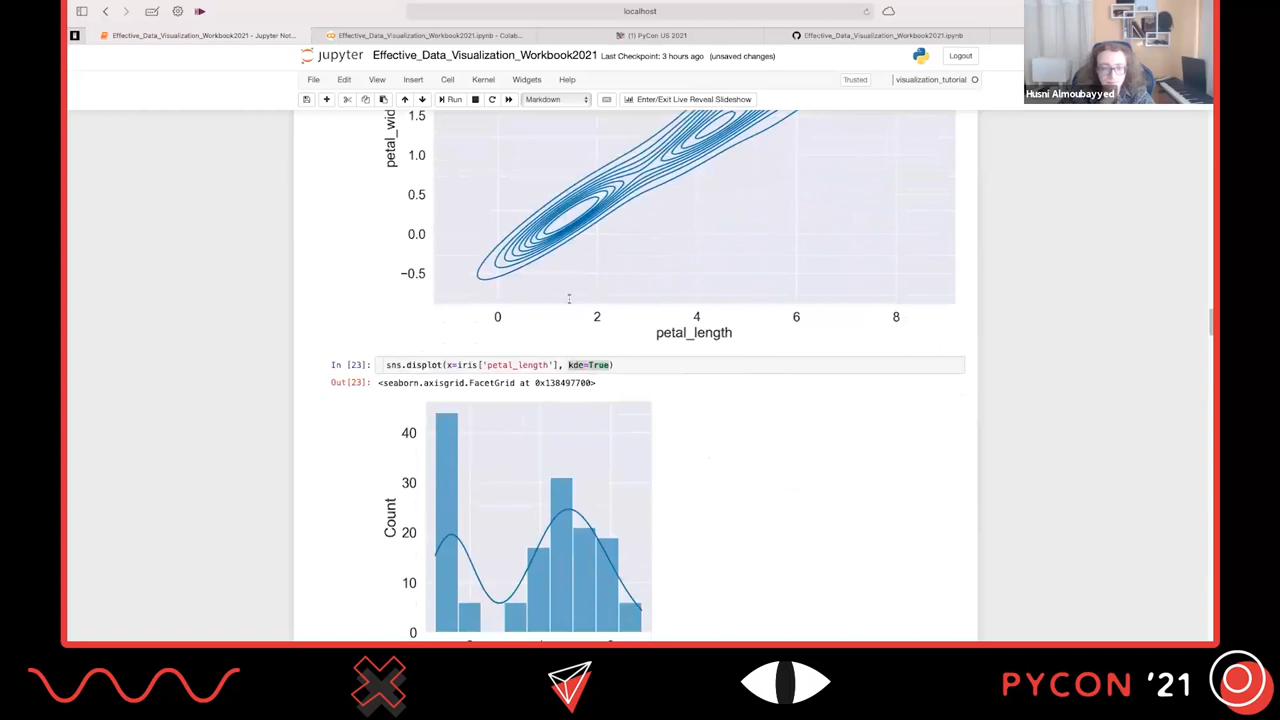 localhost
Effective_Data_Visualization_Workbook2021 - Jupyter Not...
Effective_Data_Visualization_Workbook2021.ipynb - Colab...
(1) PyCon US 2021
Effective_Data_Visualization_Workbook2021.ipynb
jupyter Effective_Data_Visualization_Workbook2021 Last Checkpoint: 3 hours ago (unsaved changes)
Logout
File Edit View Insert Cell Kernel Widgets Help
Trusted
visualization_tutorial
Run
Markdown
Enter/Exit Live Reveal Slideshow
Husni Almoubayyed
1.5
1.0
0.5
0.0
−0.5
0 2 4 6 8
petal_length
In [23]: sns.displot(x=iris['petal_length'], kde=True)
Out[23]: <seaborn.axisgrid.FacetGrid at 0x138497700>
40
30
20
10
0
Count
PYCON '21